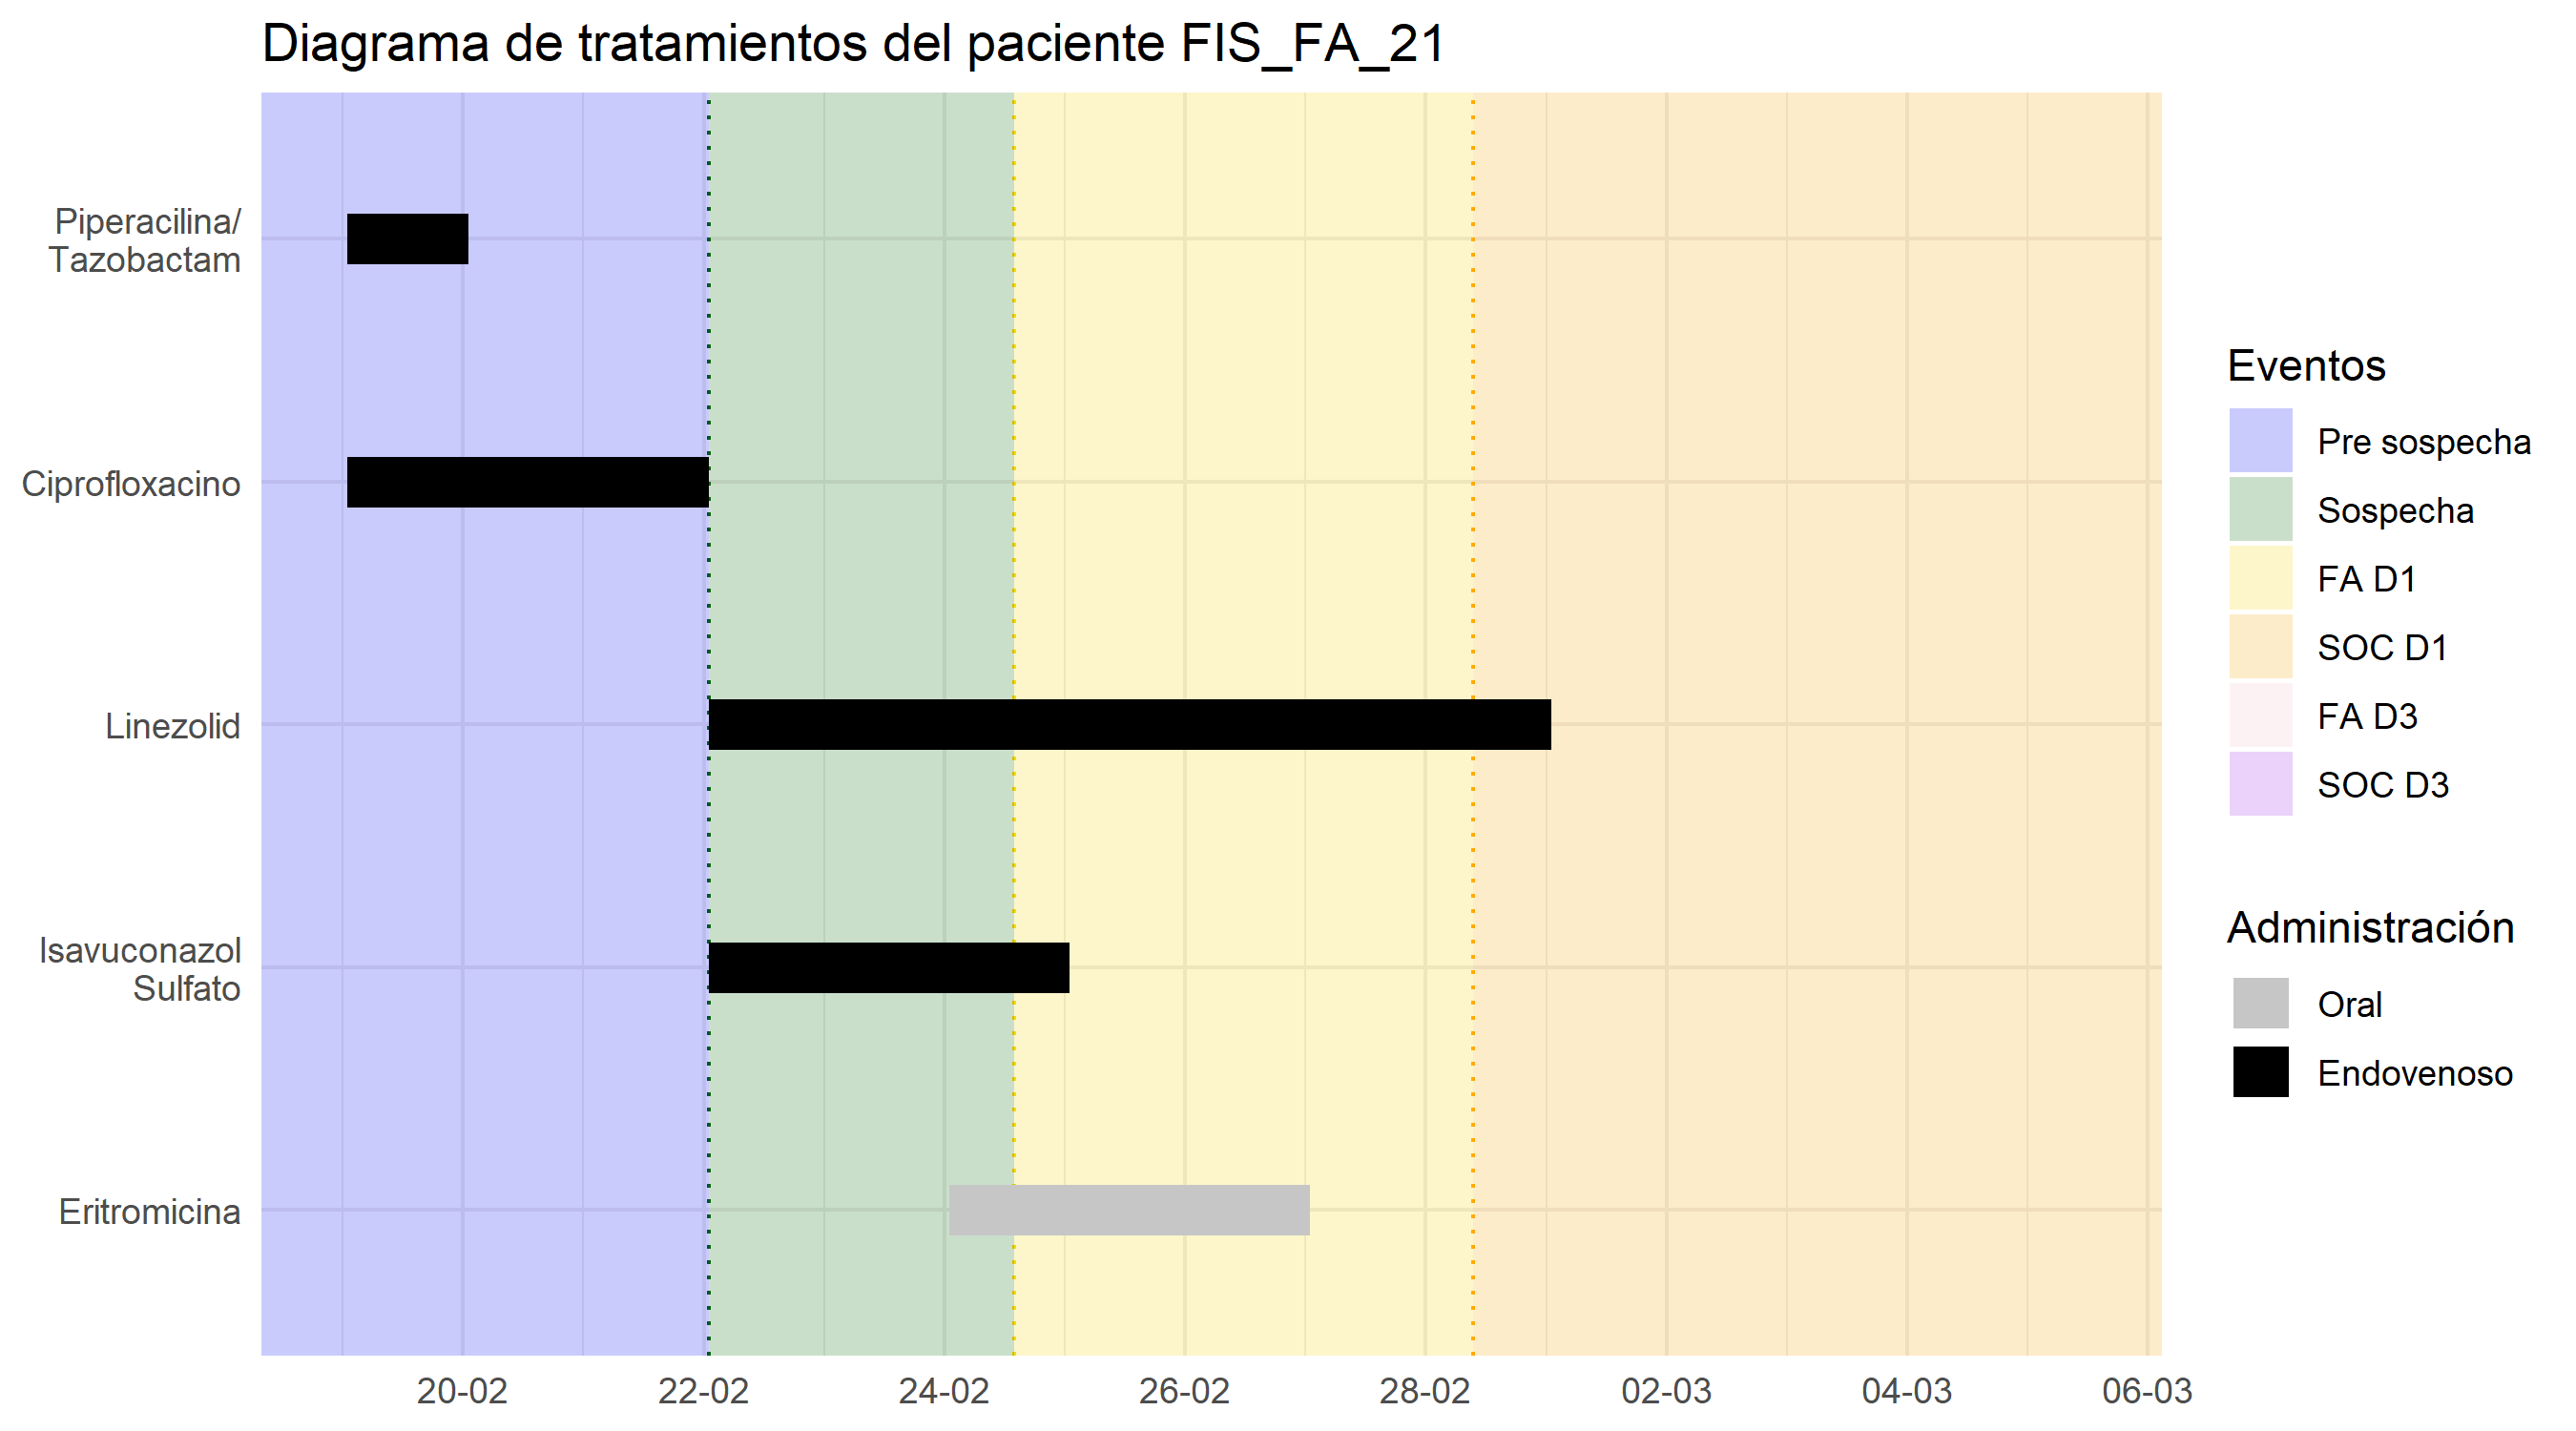 Diagrama de tratamientos del paciente FIS_FA_21
Piperacilina/
Tazobactam
Ciprofloxacino
Linezolid
Isavuconazol
Sulfato
Eritromicina
20-02
22-02
24-02
26-02
28-02
02-03
04-03
06-03
Eventos
Pre sospecha
Sospecha
FA D1
SOC D1
FA D3
SOC D3
Administración
Oral
Endovenoso